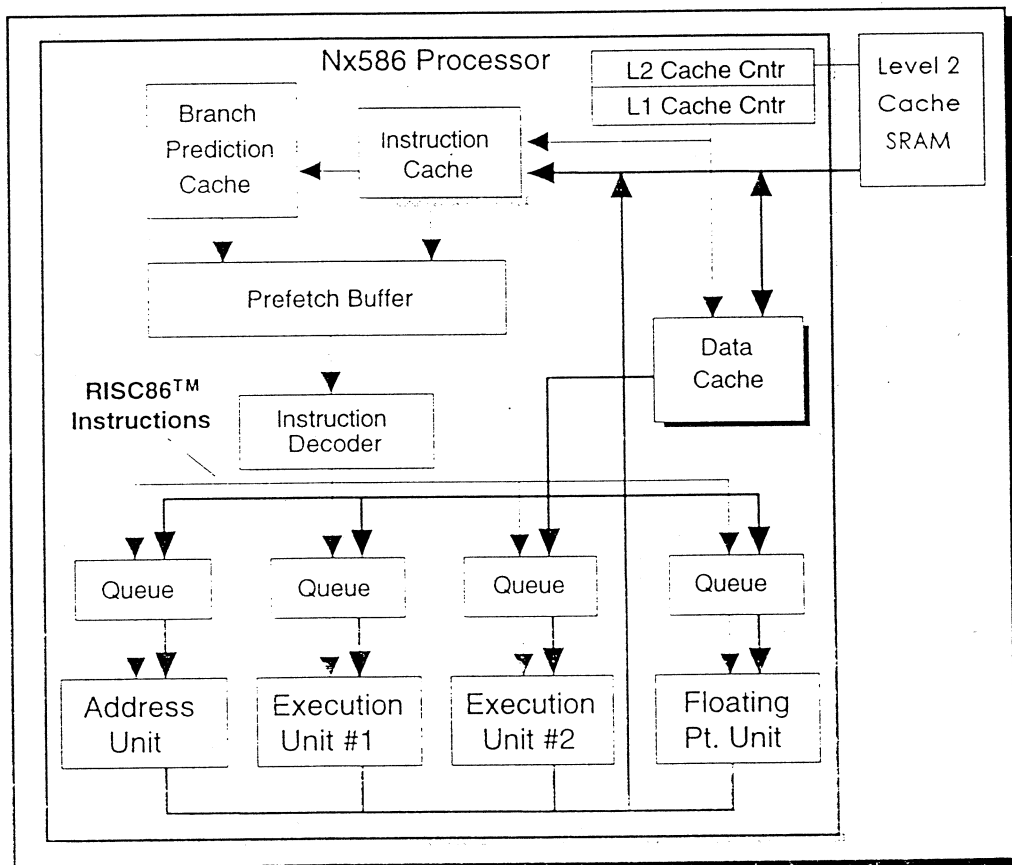 Nx586 Processor
L2 Cache Cntr
L1 Cache Cntr
Level 2
Cache
SRAM
Branch
Prediction
Cache
Instruction
Cache
Prefetch Buffer
Data
Cache
RISC86™
Instructions
Instruction
Decoder
Queue
Queue
Queue
Queue
Address
Unit
Execution
Unit #1
Execution
Unit #2
Floating
Pt. Unit